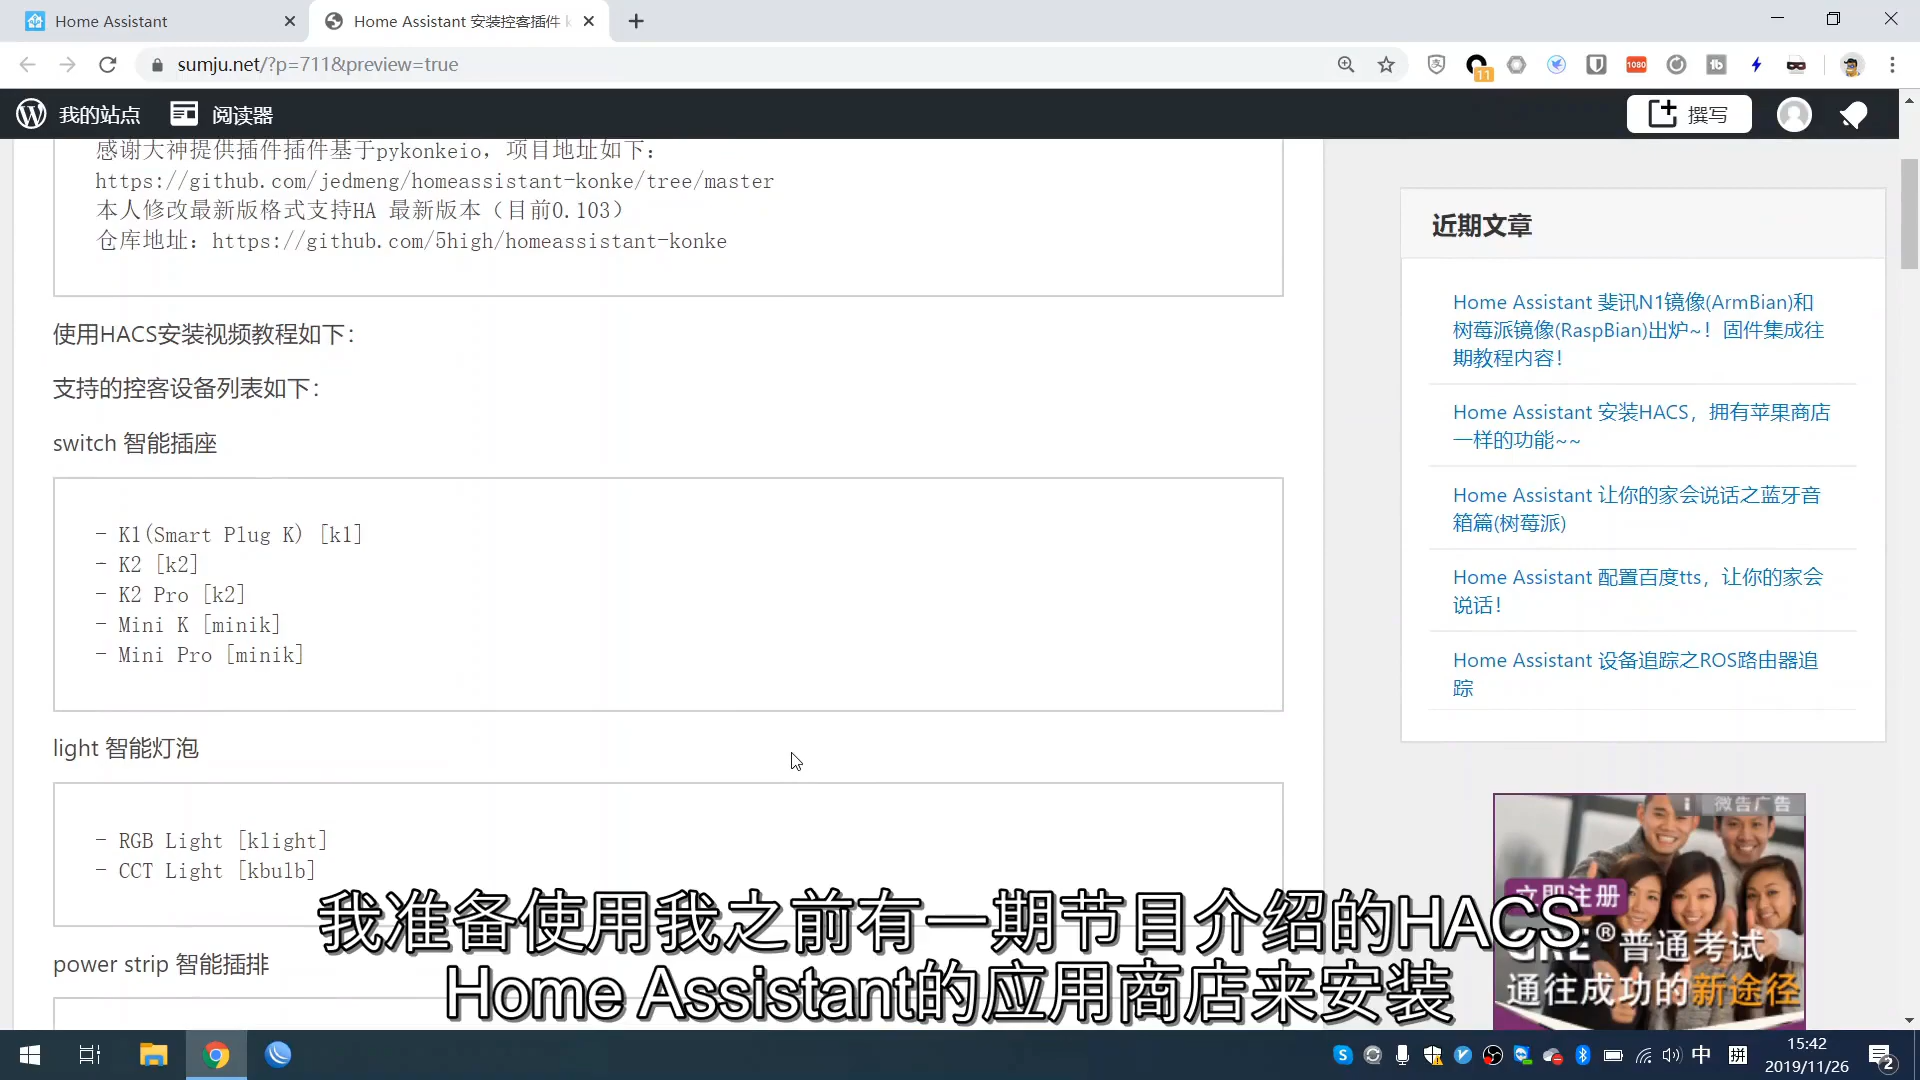 Home Assistant
Home Assistant 安装控客插件 k
sumju.net/?p=711&preview=true
11
1080
我的站点
阅读器
撰写
感谢大神提供插件插件基于pykonkeio，项目地址如下：
https://github.com/jedmeng/homeassistant-konke/tree/master
本人修改最新版格式支持HA 最新版本（目前0.103）
仓库地址：https://github.com/5high/homeassistant-konke
使用HACS安装视频教程如下：
支持的控客设备列表如下：
switch 智能插座
- K1(Smart Plug K) [k1]
- K2 [k2]
- K2 Pro [k2]
- Mini K [minik]
- Mini Pro [minik]
light 智能灯泡
- RGB Light [klight]
- CCT Light [kbulb]
power strip 智能插排
近期文章
Home Assistant 斐讯N1镜像(ArmBian)和
树莓派镜像(RaspBian)出炉~！固件集成往
期教程内容！
Home Assistant 安装HACS，拥有苹果商店
一样的功能~~
Home Assistant 让你的家会说话之蓝牙音
箱篇(树莓派)
Home Assistant 配置百度tts，让你的家会
说话！
Home Assistant 设备追踪之ROS路由器追
踪
微告广告
立即注册
GRE®普通考试
通往成功的新途径
我准备使用我之前有一期节目介绍的HACS
Home Assistant的应用商店来安装
中
拼
15:42
2019/11/26
2